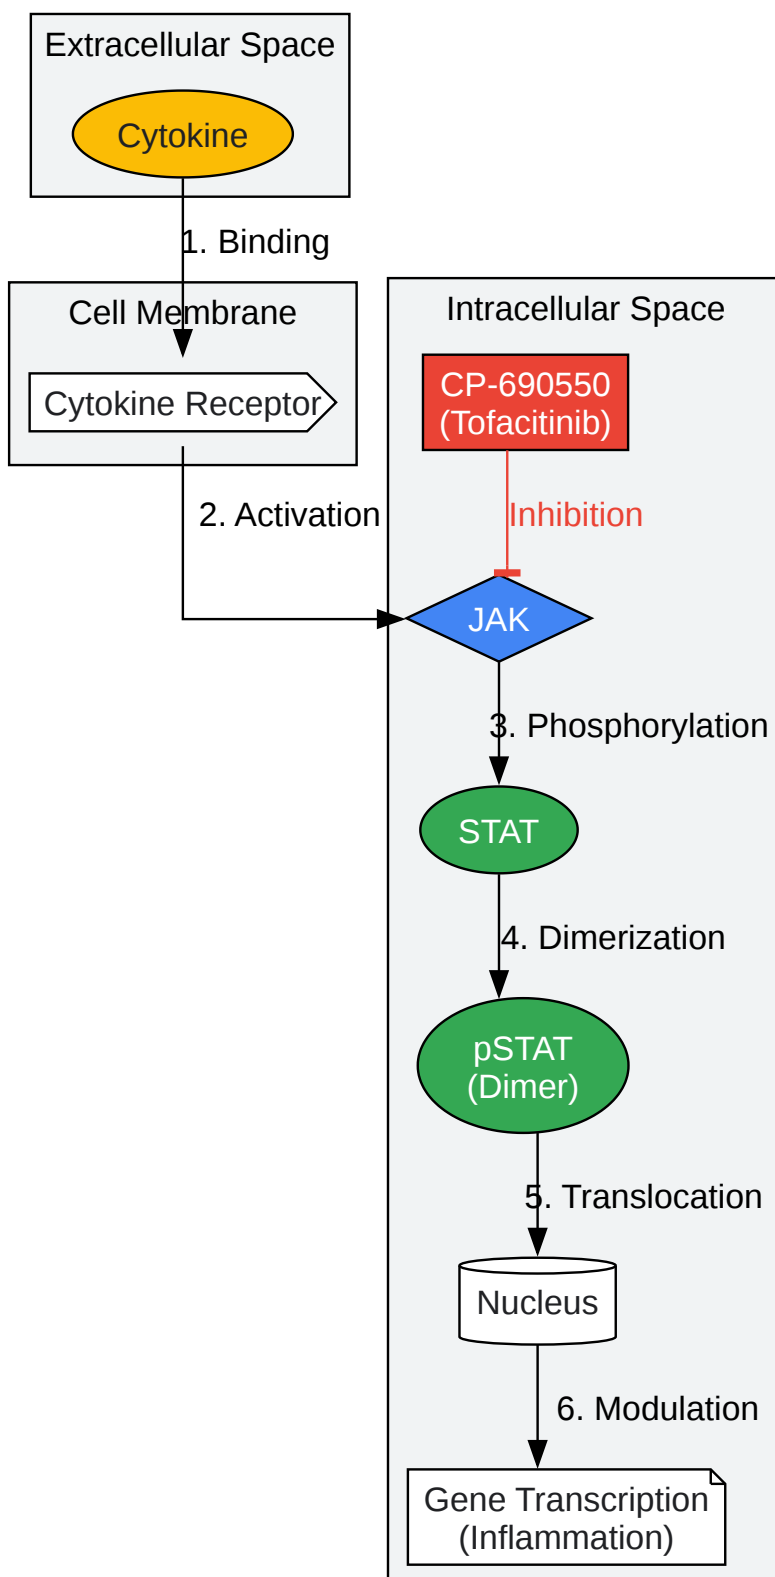 Extracellular Space
Cytokine
1. Binding
Cell Membrane
Cytokine Receptor
2. Activation
Intracellular Space
CP-690550
(Tofacitinib)
Inhibition
JAK
3. Phosphorylation
STAT
4. Dimerization
pSTAT
(Dimer)
5. Translocation
Nucleus
6. Modulation
Gene Transcription
(Inflammation)